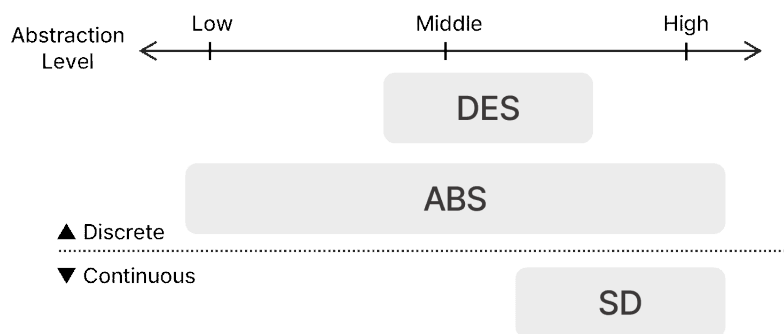 Abstraction
Level
Low
Middle
High
DES
ABS
▲ Discrete
▼ Continuous
SD